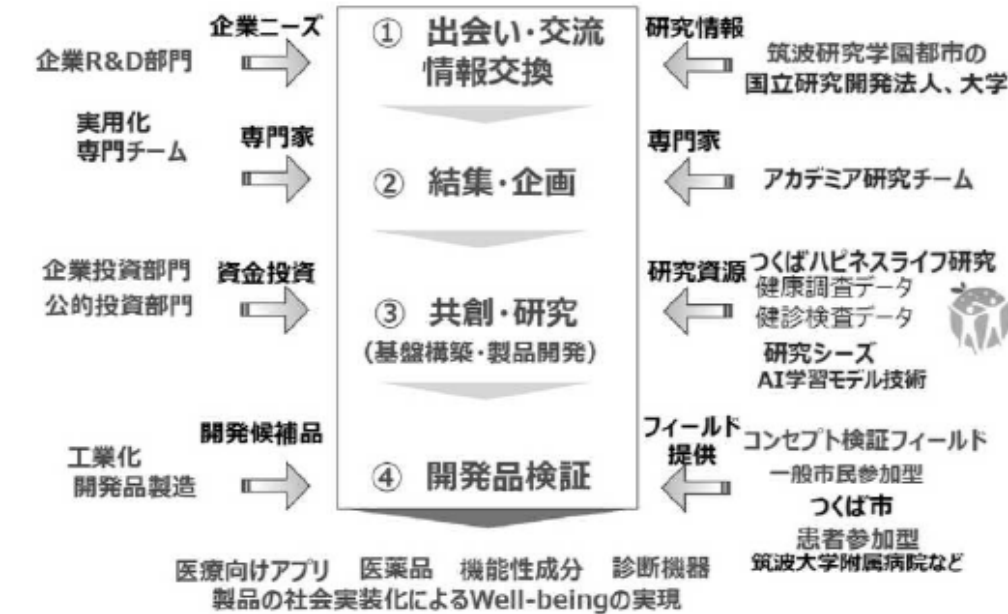 企業ニーズ
企業R&D部門
① 出会い・交流
情報交換
研究情報
筑波研究学園都市の
国立研究開発法人、大学
実用化
専門チーム
専門家
② 結集・企画
専門家
アカデミア研究チーム
企業投資部門
公的投資部門
資金投資
③ 共創・研究
(基盤構築・製品開発)
研究資源
つくばハピネスライフ研究
健康調査データ
健診検査データ
研究シーズ
AI学習モデル技術
開発候補品
工業化
開発品製造
④ 開発品検証
フィールド
提供
コンセプト検証フィールド
一般市民参加型
つくば市
患者参加型
筑波大学附属病院など
医療向けアプリ 医薬品 機能性成分 診断機器
製品の社会実装化によるWell-beingの実現